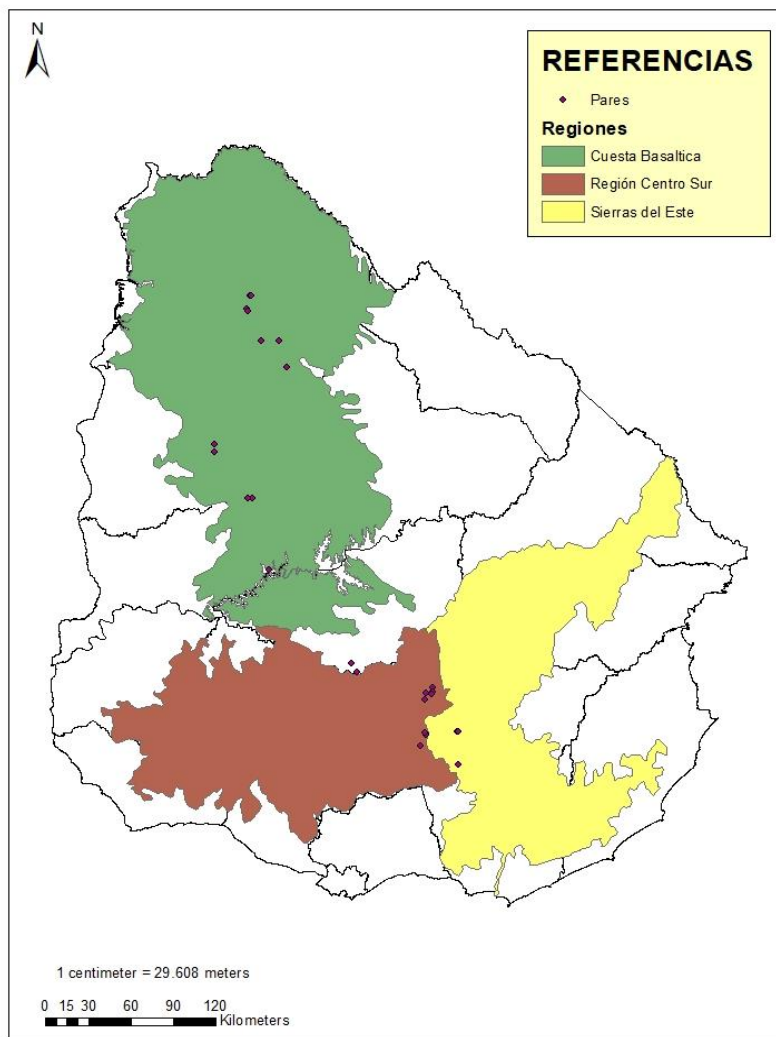 N
REFERENCIAS
Pares
Regiones
Cuesta Basaltica
Región Centro Sur
Sierras del Este
1 centimeter = 29.608 meters
0 15 30 60 90 120
Kilometers